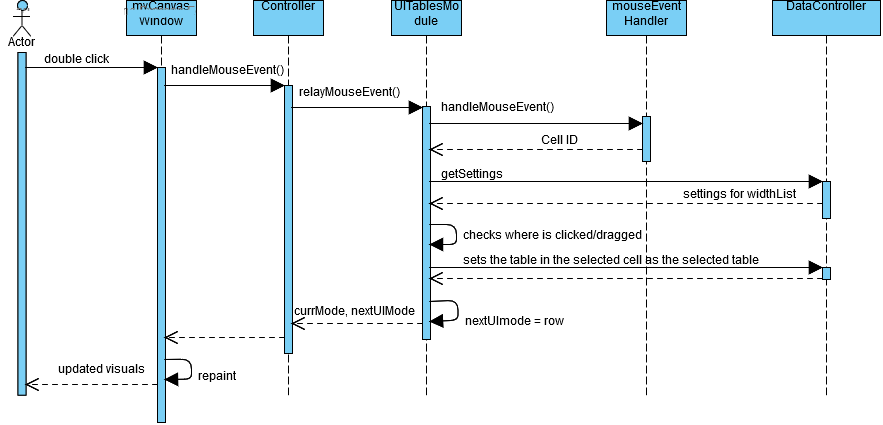 myCanvas
Window
Controller
UITablesMo
dule
mouseEvent
Handler
DataController
Actor
double click
handleMouseEvent()
relayMouseEvent()
handleMouseEvent()
Cell ID
getSettings
settings for widthList
checks where is clicked/dragged
sets the table in the selected cell as the selected table
currMode, nextUIMode
nextUImode = row
updated visuals
repaint